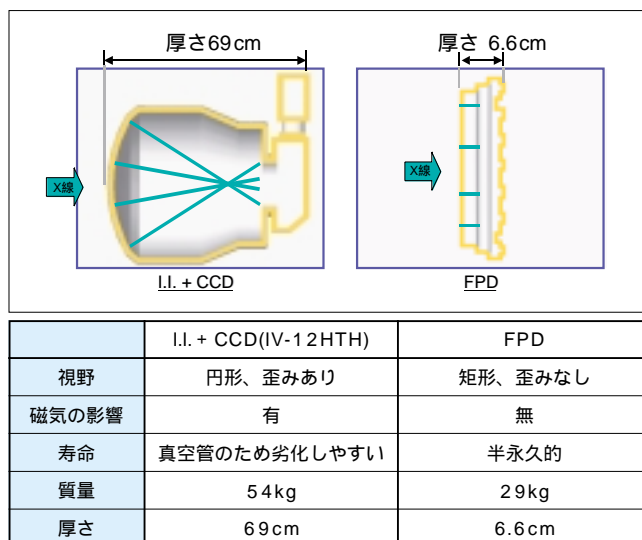 厚さ69cm
厚さ 6.6cm
X線
X線
I.I. + CCD
FPD
I.I. + CCD(IV-12HTH) FPD
視野 円形、歪みあり 矩形、歪みなし
磁気の影響 有 無
寿命 真空管のため劣化しやすい 半永久的
質量 54kg 29kg
厚さ 69cm 6.6cm